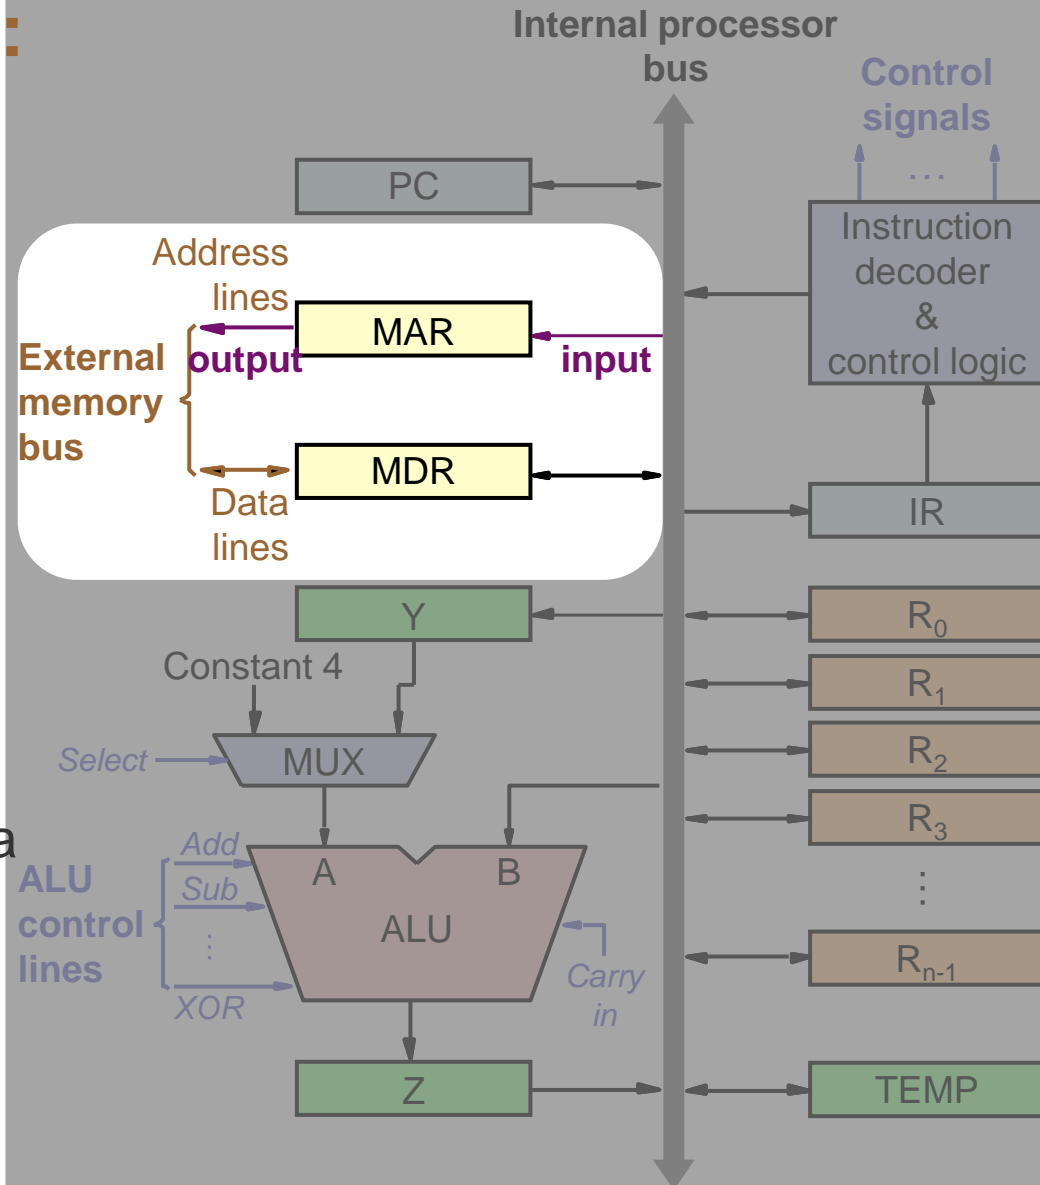 :
Internal processor
bus
Control
signals
...
PC
Instruction
decoder
&
control logic
Address
lines
MAR
output
input
External
memory
bus
MDR
Data
lines
IR
Y
R0
Constant 4
R1
MUX
Select
R2
R3
a
Add
A
B
ALU
control
lines
Sub
ALU
⋮
⋮
XOR
Carry
in
Rn-1
Z
TEMP